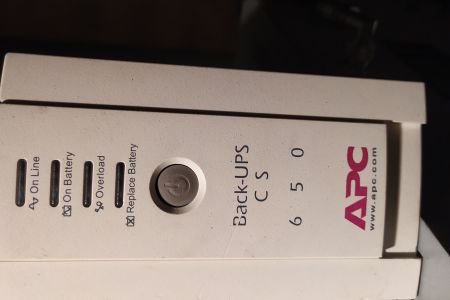 APC
www.apc.com
Back-UPS
CS
650
On Line
On Battery
Overload
Replace Battery